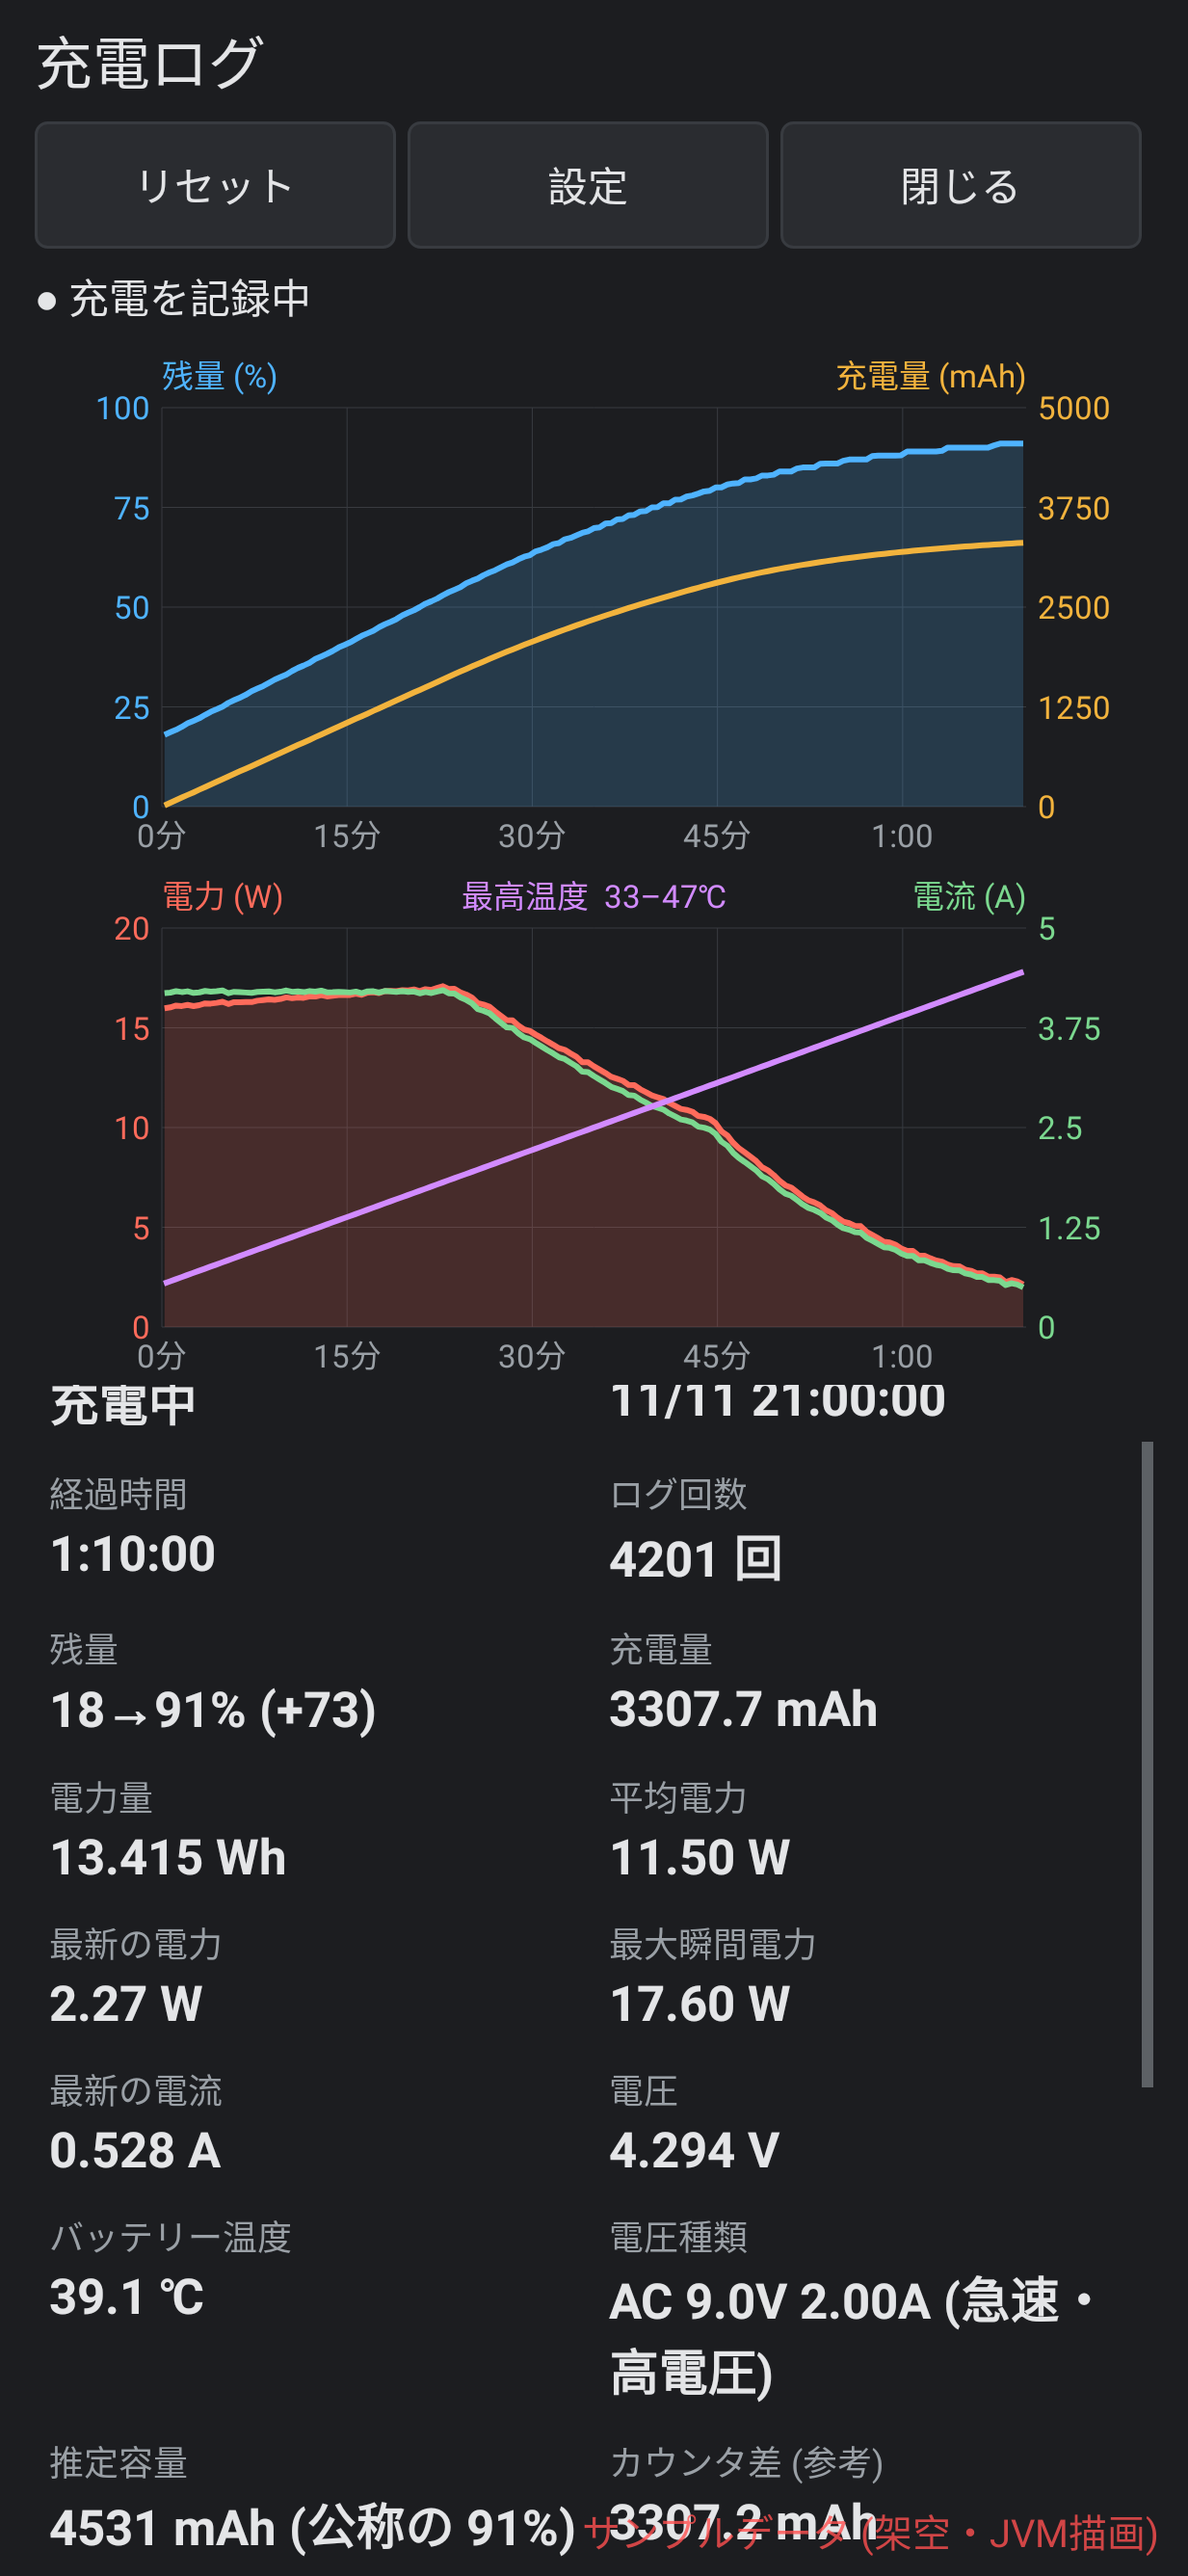 充電ログ
リセット 設定 閉じる
● 充電を記録中
残量 (%) 充電量 (mAh)
100 5000
75 3750
50 2500
25 1250
0 0
0分 15分 30分 45分 1:00
電力 (W) 最高温度 33–47℃ 電流 (A)
20 5
15 3.75
10 2.5
5 1.25
0 0
0分 15分 30分 45分 1:00
充電中 11/11 21:00:00
経過時間 ログ回数
1:10:00 4201 回
残量 充電量
18→91% (+73) 3307.7 mAh
電力量 平均電力
13.415 Wh 11.50 W
最新の電力 最大瞬間電力
2.27 W 17.60 W
最新の電流 電圧
0.528 A 4.294 V
バッテリー温度 電圧種類
39.1 ℃ AC 9.0V 2.00A (急速・
高電圧)
推定容量 カウンタ差 (参考)
4531 mAh (公称の 91%) 3307.2 mAh
サンプルデータ (架空・JVM描画)